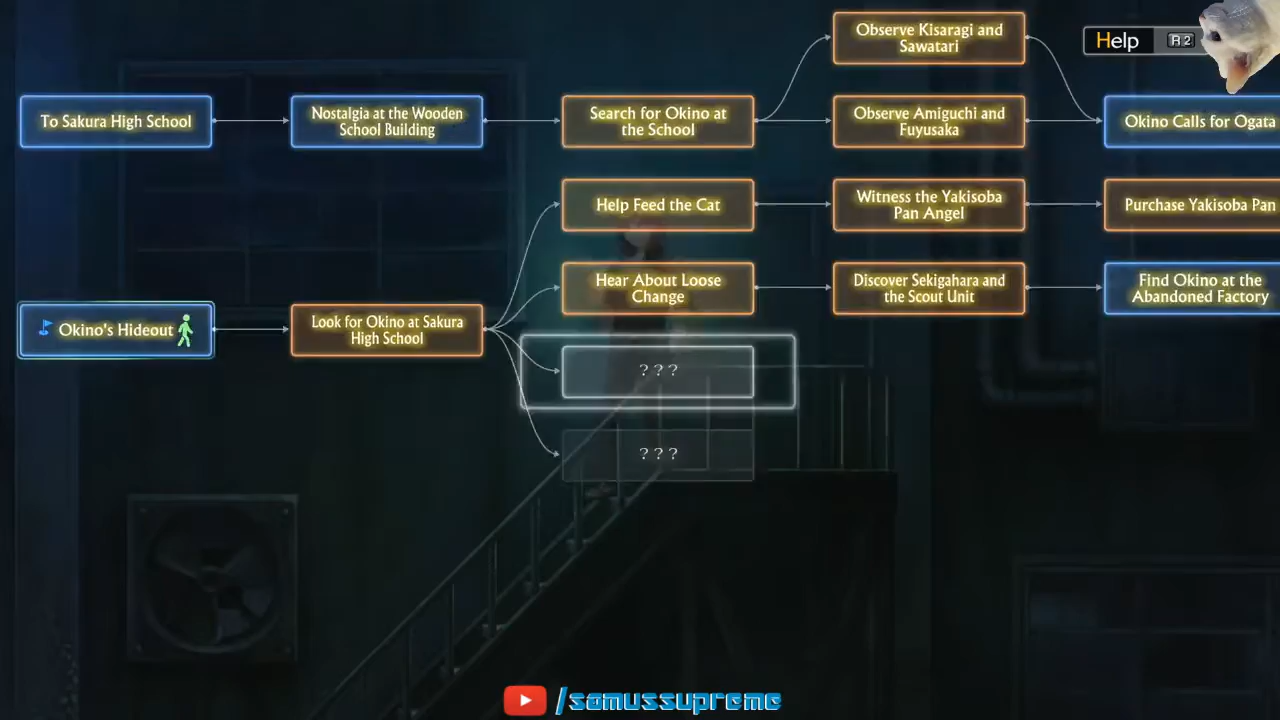 Observe Kisaragi and
Sawatari
Help R2
To Sakura High School
Nostalgia at the Wooden
School Building
Search for Okino at
the School
Observe Amiguchi and
Fuyusaka
Okino Calls for Ogata
Help Feed the Cat
Witness the Yakisoba
Pan Angel
Purchase Yakisoba Pan
Hear About Loose
Change
Discover Sekigahara and
the Scout Unit
Find Okino at the
Abandoned Factory
Okino's Hideout
Look for Okino at Sakura
High School
???
???
/samussupreme